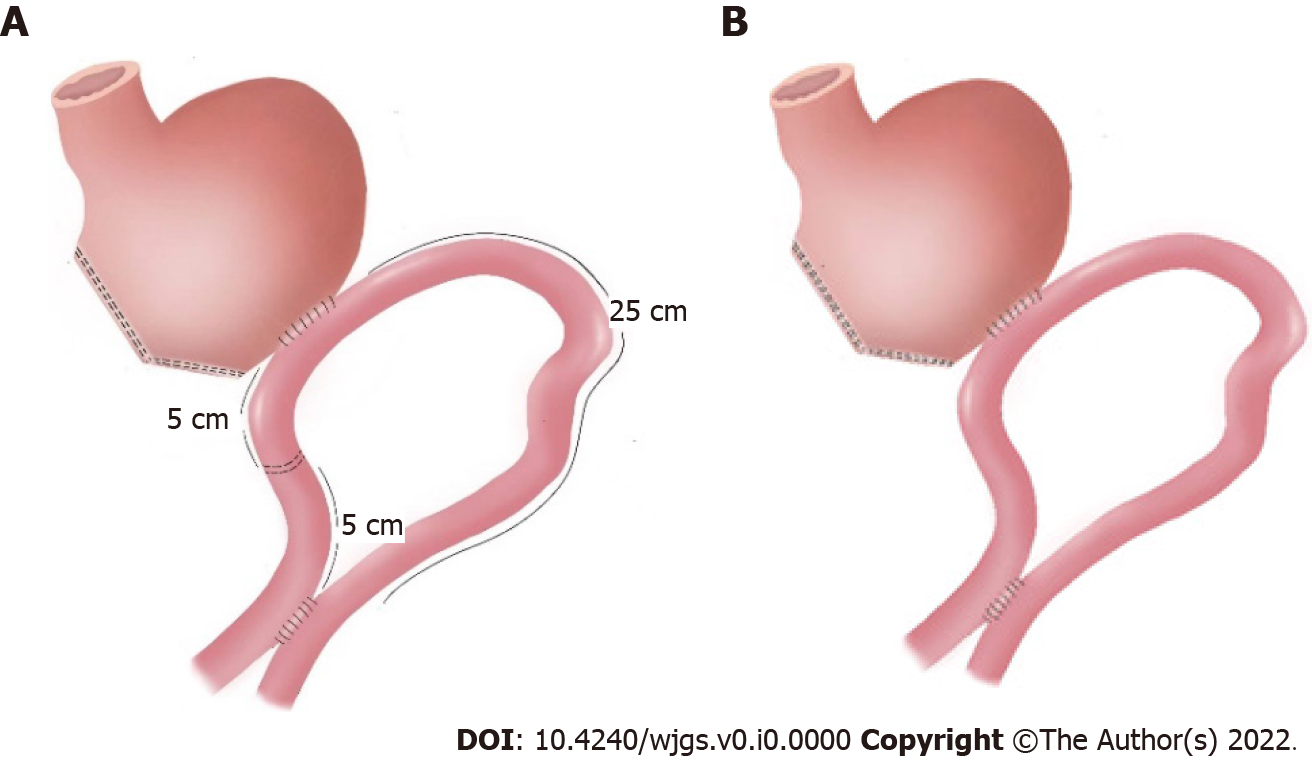 A
B
25 cm
5 cm
5 cm
DOI: 10.4240/wjgs.v0.i0.0000 Copyright ©The Author(s) 2022.